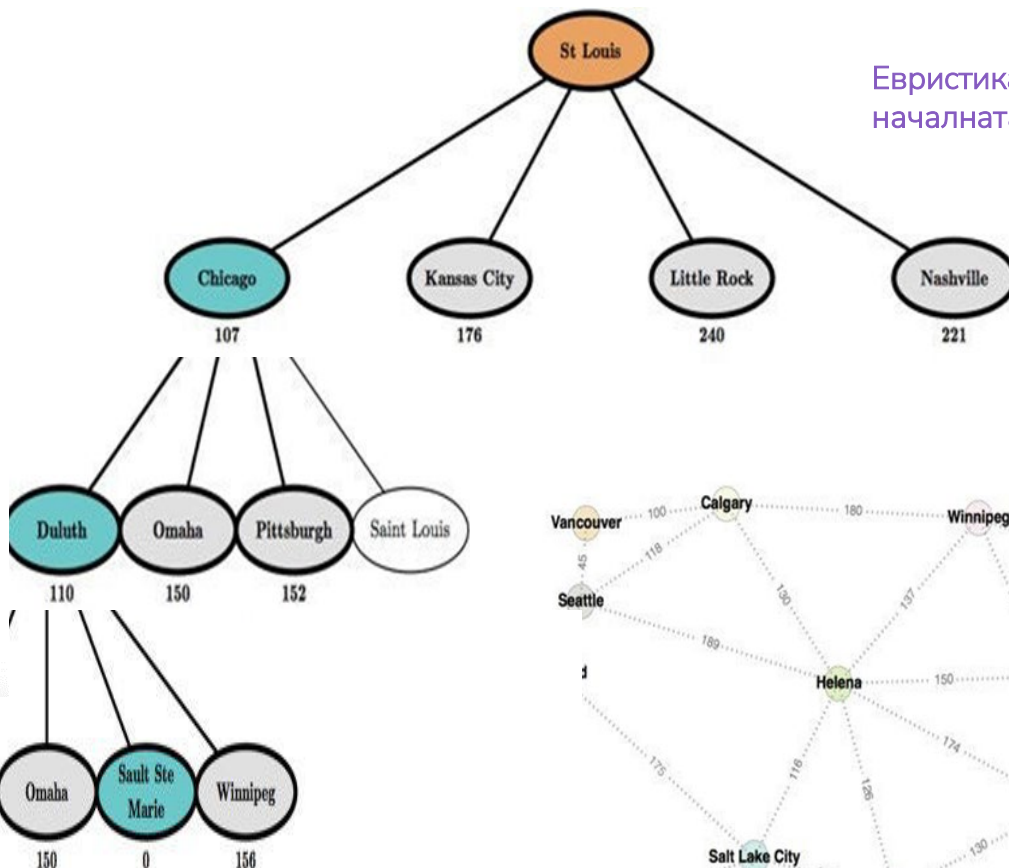 St Louis
Евристика
началната
Chicago
Kansas City
Little Rock
Nashville
107
176
240
221
Duluth
Omaha
Pittsburgh
Saint Louis
110
150
152
Omaha
Sault Ste
Marie
Winnipeg
150
0
156
Vancouver
100
Calgary
180
Winnipeg
45
118
Seattle
130
137
189
d
Helena
150
174
175
116
126
130
Salt Lake City